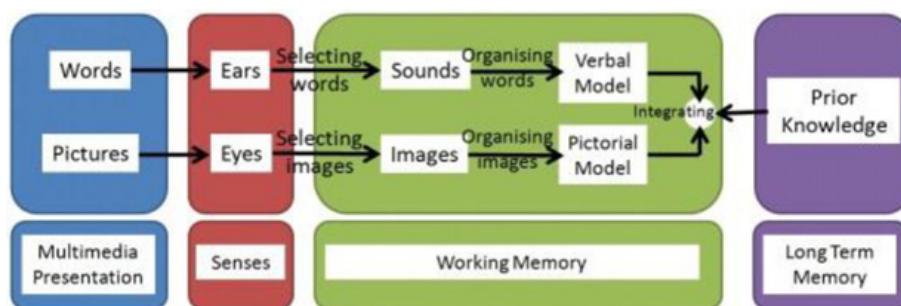 Words
Ears
Selecting
words
Sounds
Organising
words
Verbal
Model
Integrating
Prior
Knowledge
Pictures
Eyes
Selecting
images
Images
Organising
images
Pictorial
Model
Multimedia
Presentation
Senses
Working Memory
Long Term
Memory